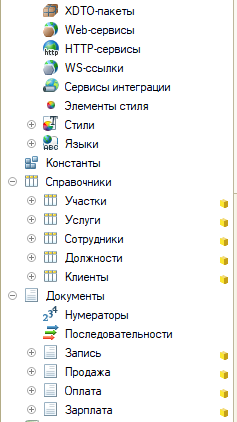 XDTO-пакеты
Web-сервисы
HTTP-сервисы
WS-ссылки
Сервисы интеграции
Элементы стиля
Стили
Языки
Константы
Справочники
Участки
Услуги
Сотрудники
Должности
Клиенты
Документы
Нумераторы
Последовательности
Запись
Продажа
Оплата
Зарплата